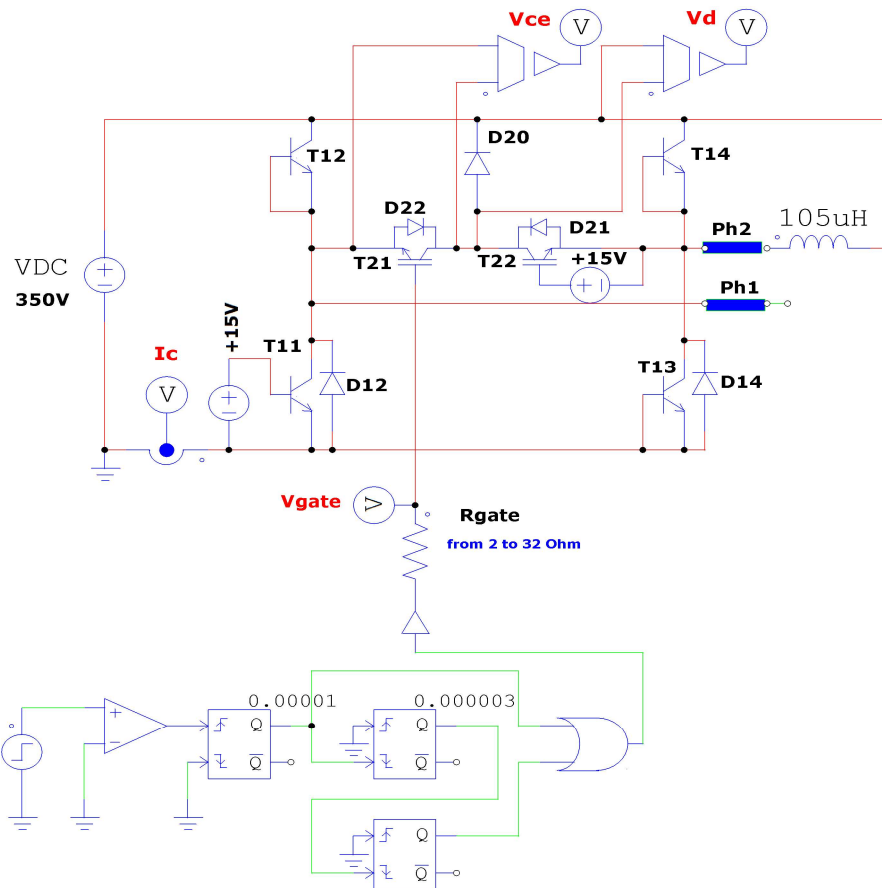 Vce
V
Vd
V
T12
D20
T14
D22
D21
T21
T22
+15V
Ph2
105uH
VDC
350V
Ph1
+15V
T11
Ic
V
D12
T13
D14
Vgate
V
Rgate
from 2 to 32 Ohm
0.00001
0.000003
Q
Q
Q
Q
Q
Q